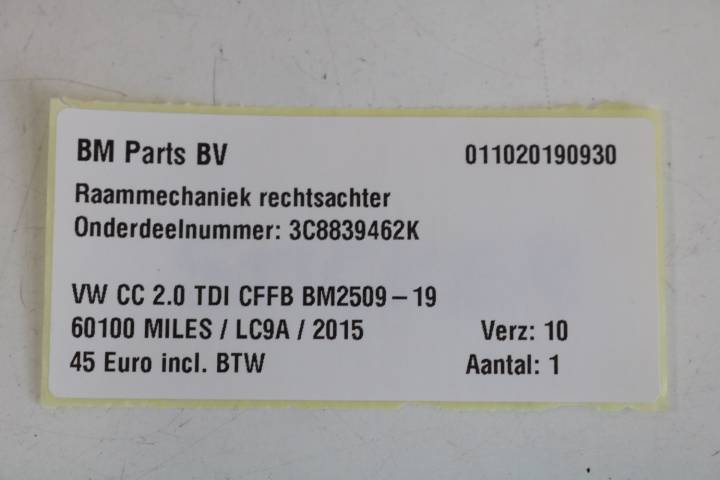 BM Parts BV 011020190930
Raammechaniek rechtsachter
Onderdeelnummer: 3C8839462K
VW CC 2.0 TDI CFFB BM2509-19
60100 MILES / LC9A / 2015 Verz: 10
45 Euro incl. BTW Aantal: 1